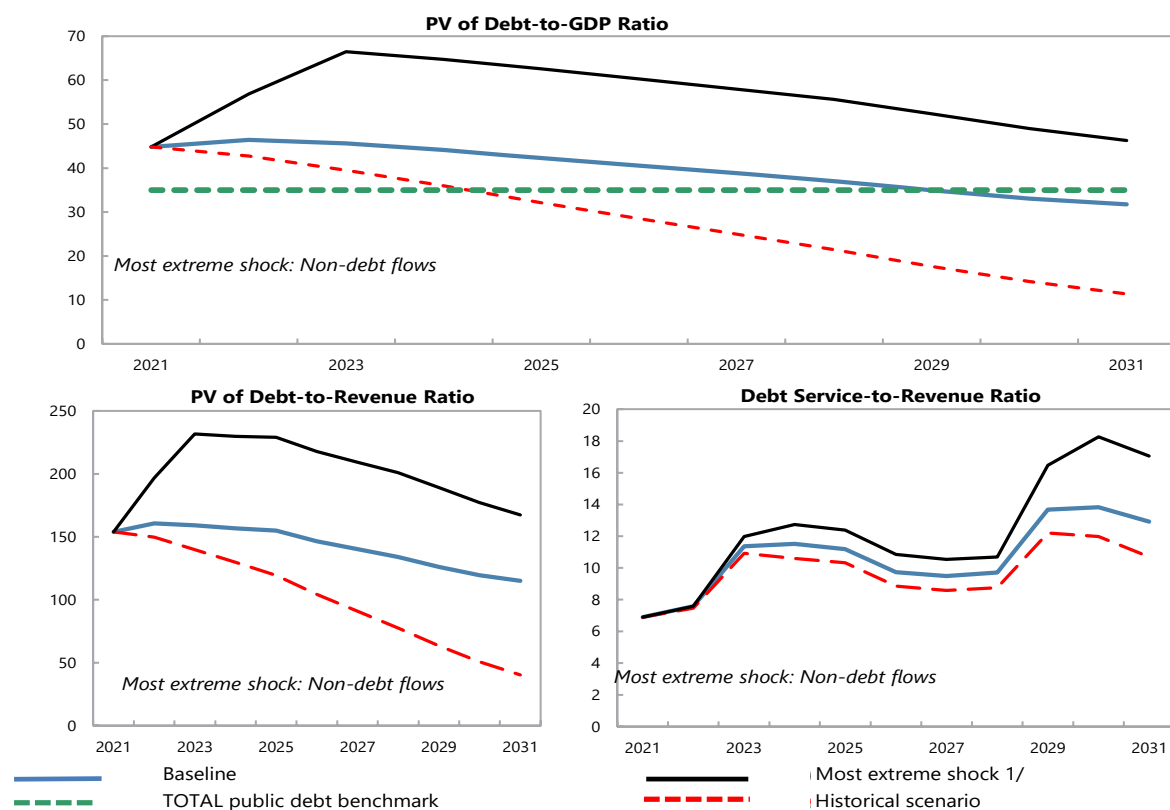 PV of Debt-to-GDP Ratio
70
60
50
40
30
20
10
0
Most extreme shock: Non-debt flows
2021 2023 2025 2027 2029 2031
PV of Debt-to-Revenue Ratio
250
200
150
100
50
0
Most extreme shock: Non-debt flows
2021 2023 2025 2027 2029 2031
Debt Service-to-Revenue Ratio
20
18
16
14
12
10
8
6
4
2
0
Most extreme shock: Non-debt flows
2021 2023 2025 2027 2029 2031
Baseline
Most extreme shock 1/
TOTAL public debt benchmark
Historical scenario